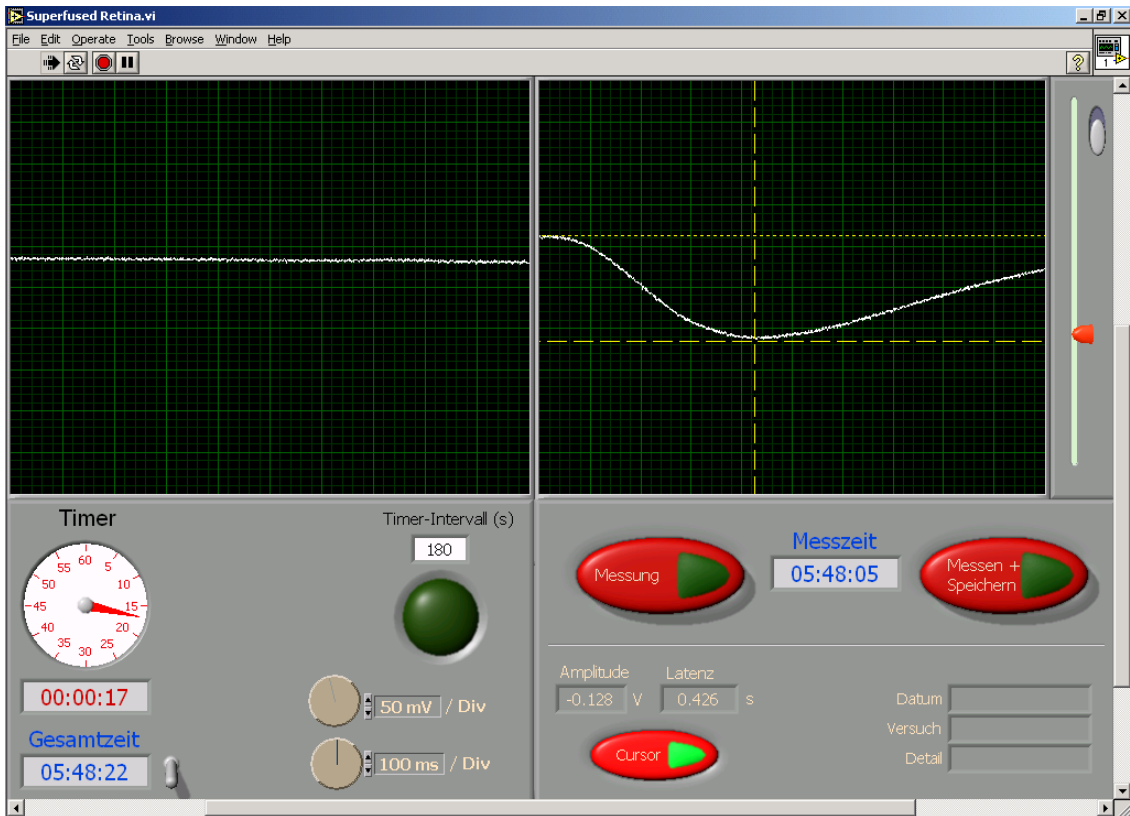 Superfused Retina.vi
File Edit Operate Tools Browse Window Help
?
1
Timer
60 5 10 15 20 25 30 35 40 45 50 55
00:00:17
Gesamtzeit
05:48:22
Timer-Intervall (s)
180
50 mV / Div
100 ms / Div
Messung
Messzeit
05:48:05
Messen +
Speichern
Amplitude Latenz
-0.128 V 0.426 s
Cursor
Datum
Versuch
Detail